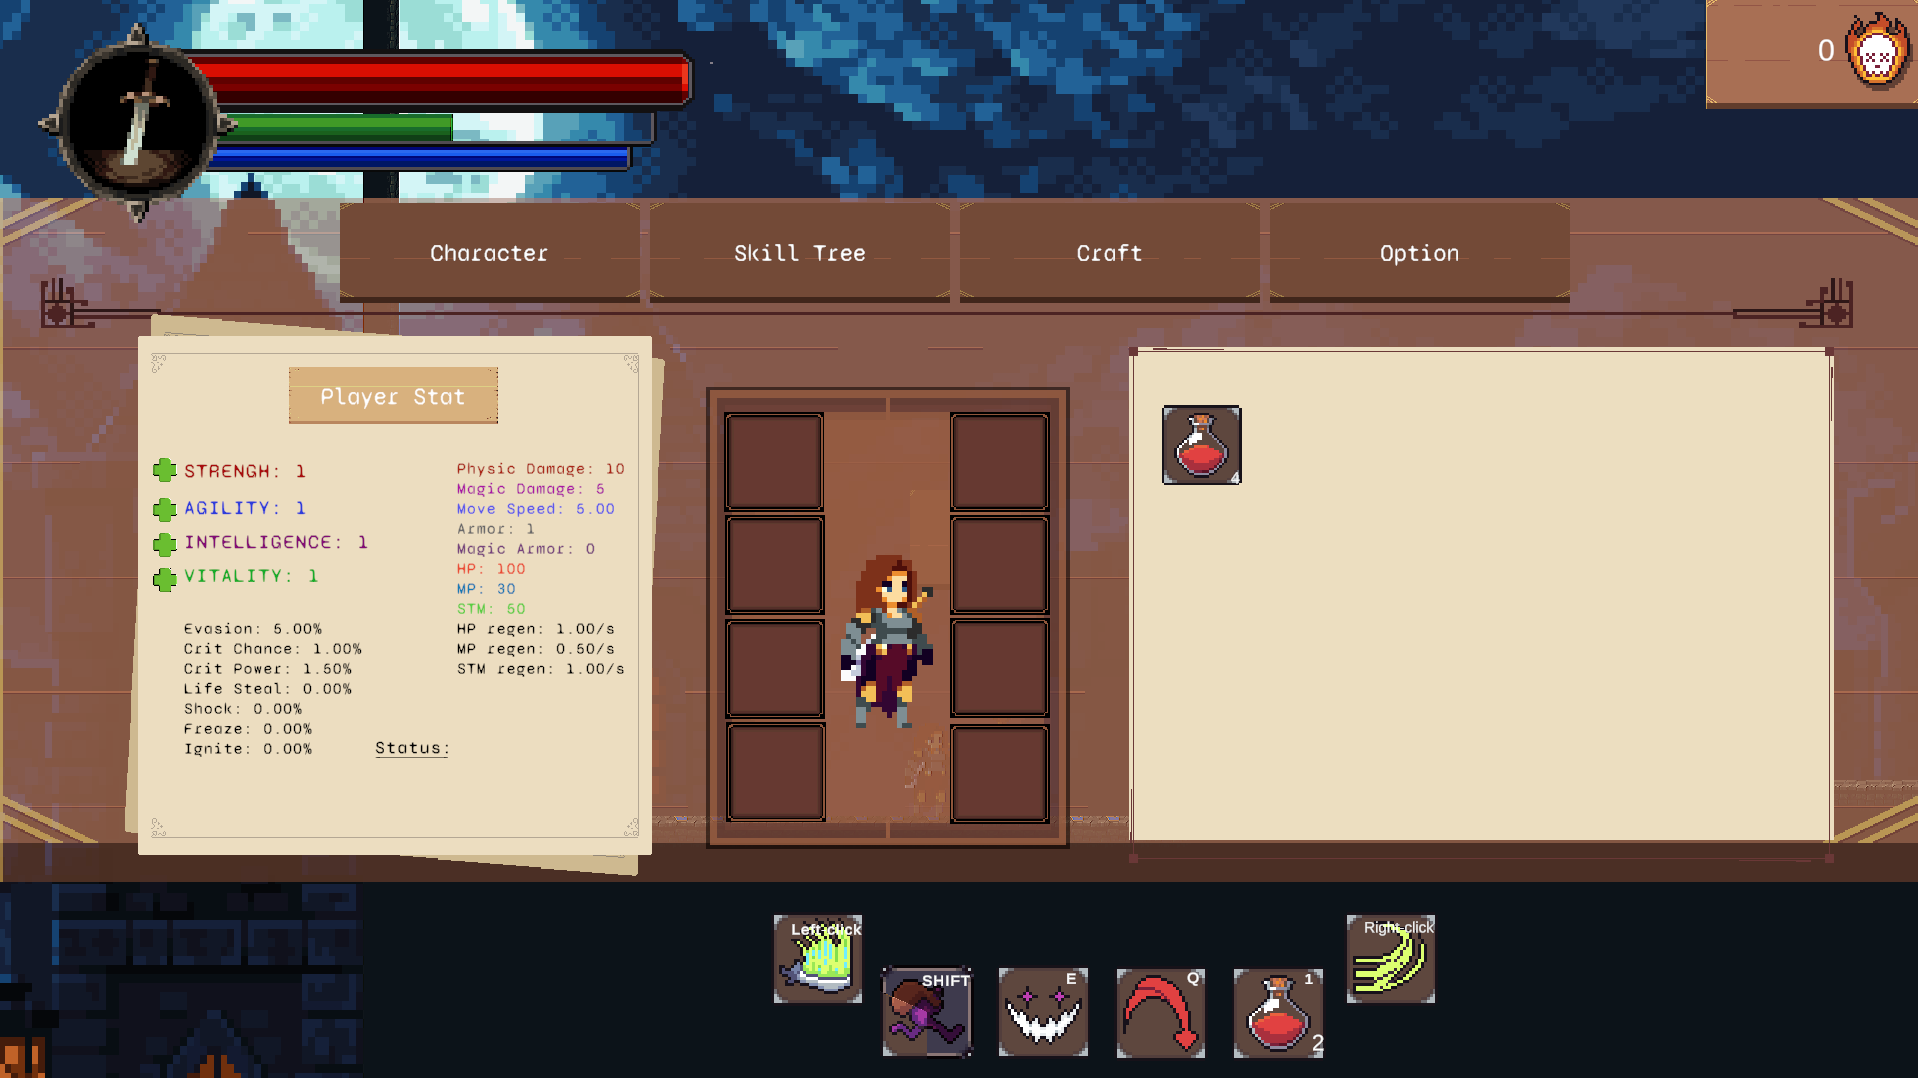 0
Character
Skill Tree
Craft
Option
Player Stat
STRENGH: 1
AGILITY: 1
INTELLIGENCE: 1
VITALITY: 1
Physic Damage: 10
Magic Damage: 5
Move Speed: 5.00
Armor: 1
Magic Armor: 0
HP: 100
MP: 30
STM: 50
HP regen: 1.00/s
MP regen: 0.50/s
STM regen: 1.00/s
Evasion: 5.00%
Crit Chance: 1.00%
Crit Power: 1.50%
Life Steal: 0.00%
Shock: 0.00%
Freaze: 0.00%
Ignite: 0.00%
Status:
4
Left-click
SHIFT
E
Q
1
2
Right-click